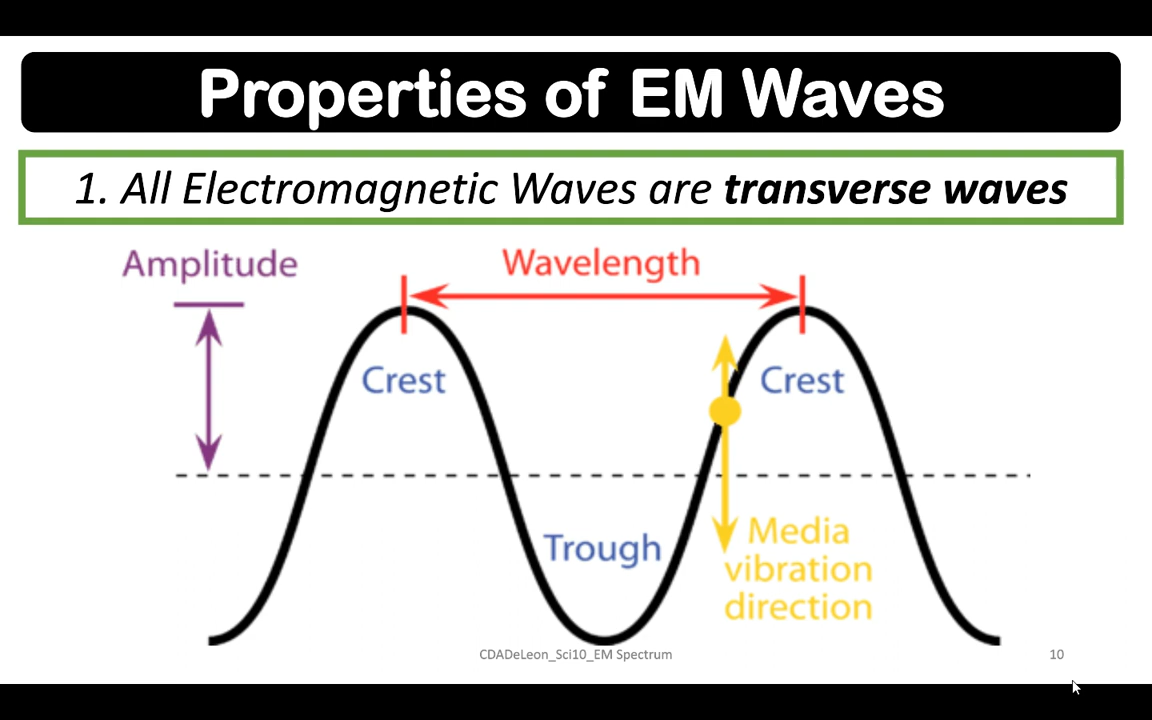 Properties of EM Waves
1. All Electromagnetic Waves are transverse waves
Amplitude
Wavelength
Crest
Crest
Trough
Media
vibration
direction
CDADeLeon_Sci10_EM Spectrum
10